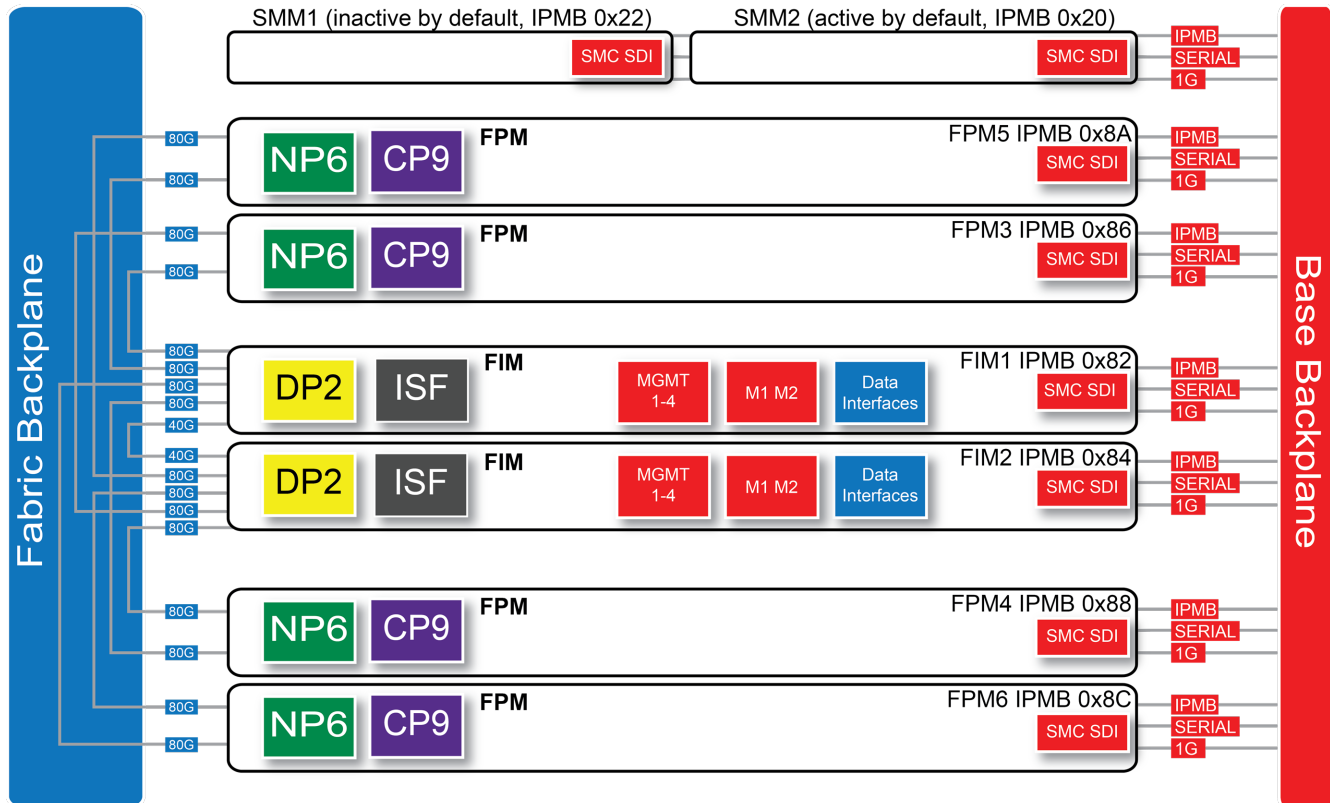 SMM1 (inactive by default, IPMB 0x22)
SMM2 (active by default, IPMB 0x20)
SMC SDI
SMC SDI
IPMB
SERIAL
1G
Fabric Backplane
Base Backplane
80G
80G
NP6
CP9
FPM
FPM5 IPMB 0x8A
SMC SDI
IPMB
SERIAL
1G
80G
80G
NP6
CP9
FPM
FPM3 IPMB 0x86
SMC SDI
IPMB
SERIAL
1G
80G
80G
80G
80G
40G
DP2
ISF
FIM
MGMT
1-4
M1 M2
Data
Interfaces
FIM1 IPMB 0x82
SMC SDI
IPMB
SERIAL
1G
40G
80G
80G
80G
80G
DP2
ISF
FIM
MGMT
1-4
M1 M2
Data
Interfaces
FIM2 IPMB 0x84
SMC SDI
IPMB
SERIAL
1G
80G
80G
NP6
CP9
FPM
FPM4 IPMB 0x88
SMC SDI
IPMB
SERIAL
1G
80G
80G
NP6
CP9
FPM
FPM6 IPMB 0x8C
SMC SDI
IPMB
SERIAL
1G